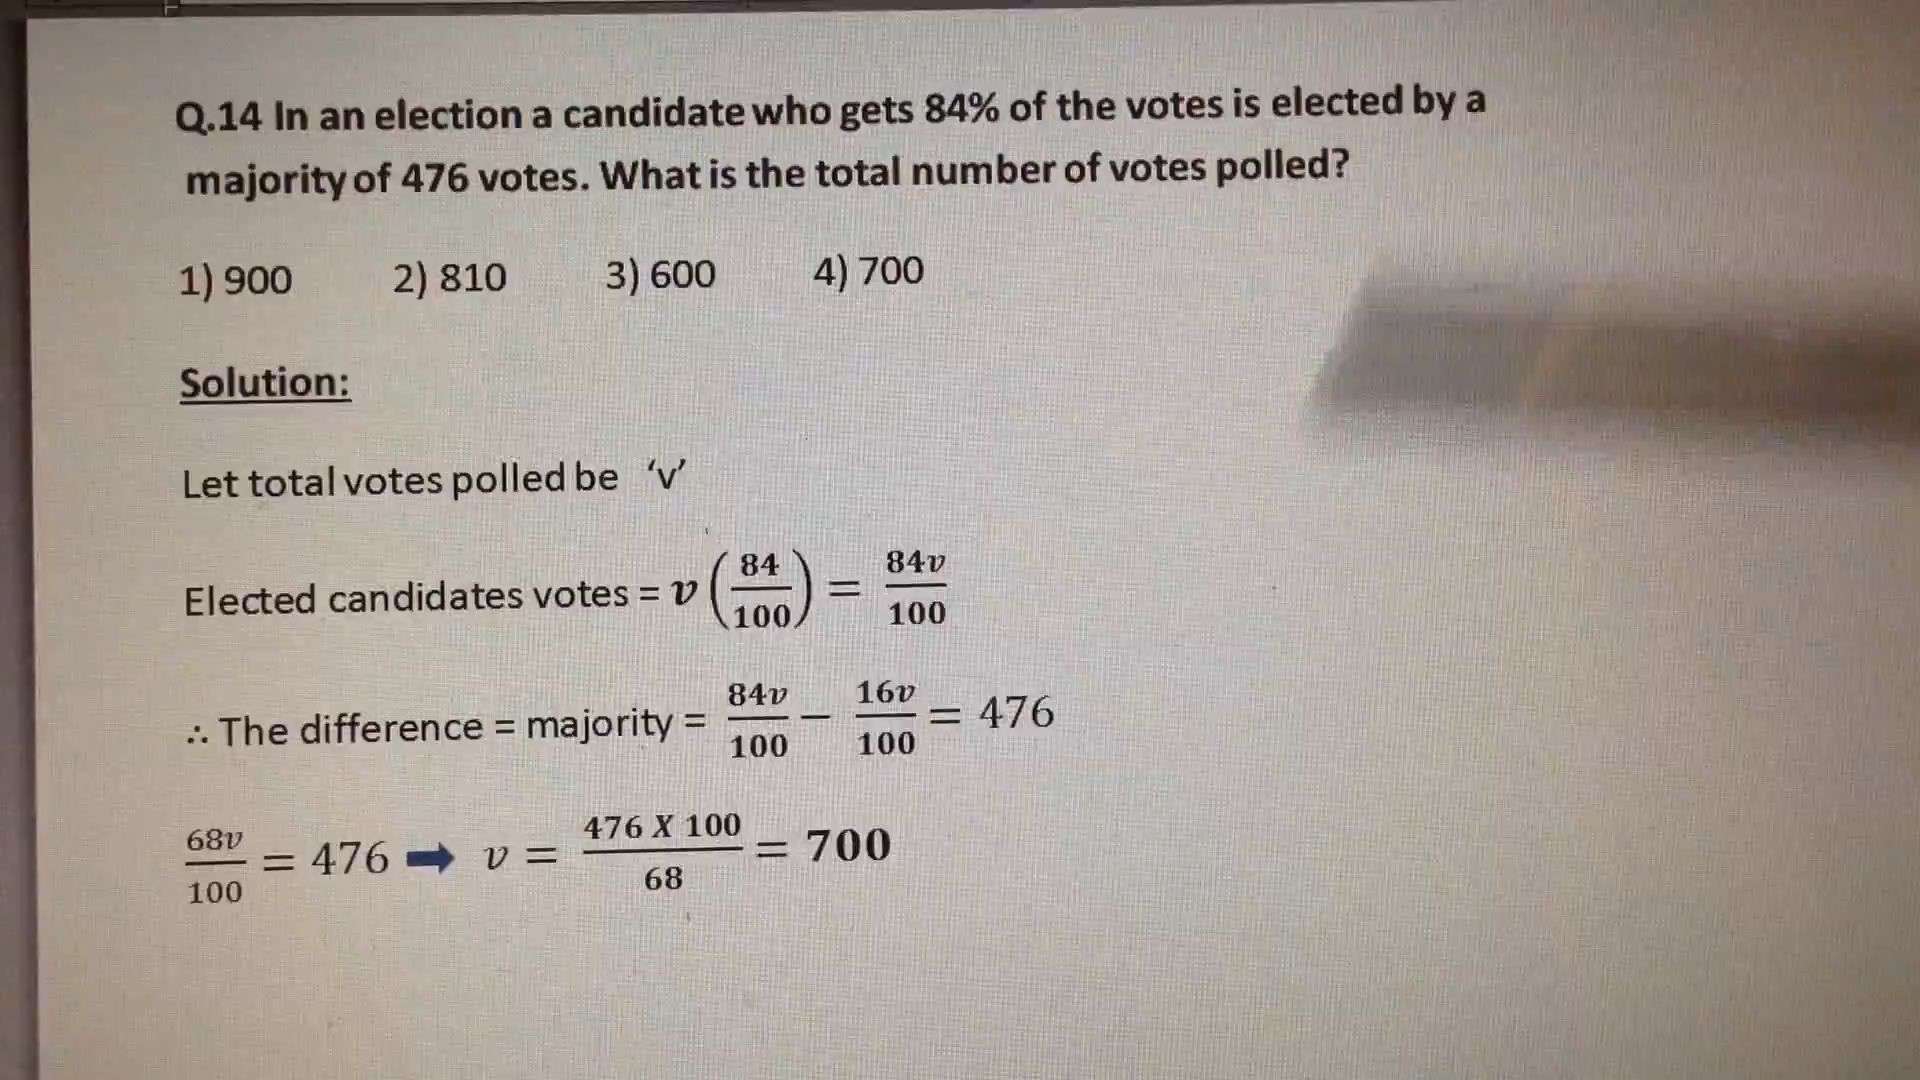 Q.14 In an election a candidate who gets 84% of the votes is elected by a
majority of 476 votes. What is the total number of votes polled?
1) 900 2) 810 3) 600 4) 700
Solution:
Let total votes polled be ‘v’
Elected candidates votes = v (84/100) = 84v/100
∴ The difference = majority = 84v/100 − 16v/100 = 476
68v/100 = 476 ➡ v = 476 X 100/68 = 700